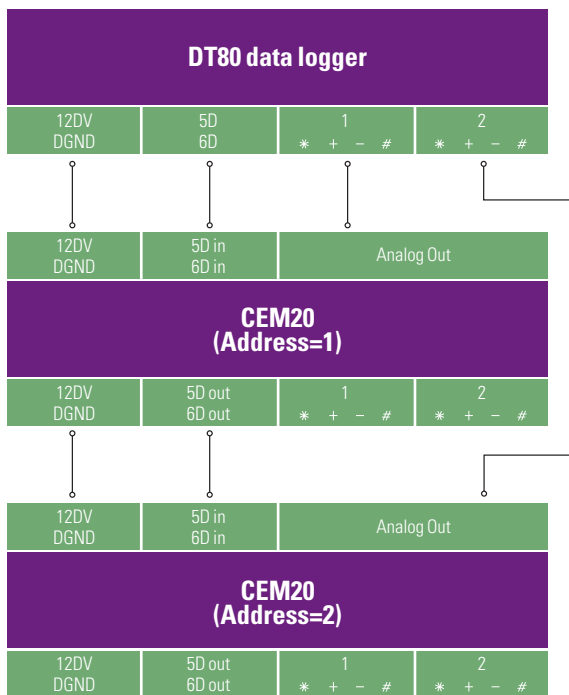 DT80 data logger
12DV 5D 1 2
DGND 6D * + – # * + – #
12DV 5D in Analog Out
DGND 6D in
CEM20
(Address=1)
12DV 5D out 1 2
DGND 6D out * + – # * + – #
12DV 5D in Analog Out
DGND 6D in
CEM20
(Address=2)
12DV 5D out 1 2
DGND 6D out * + – # * + – #